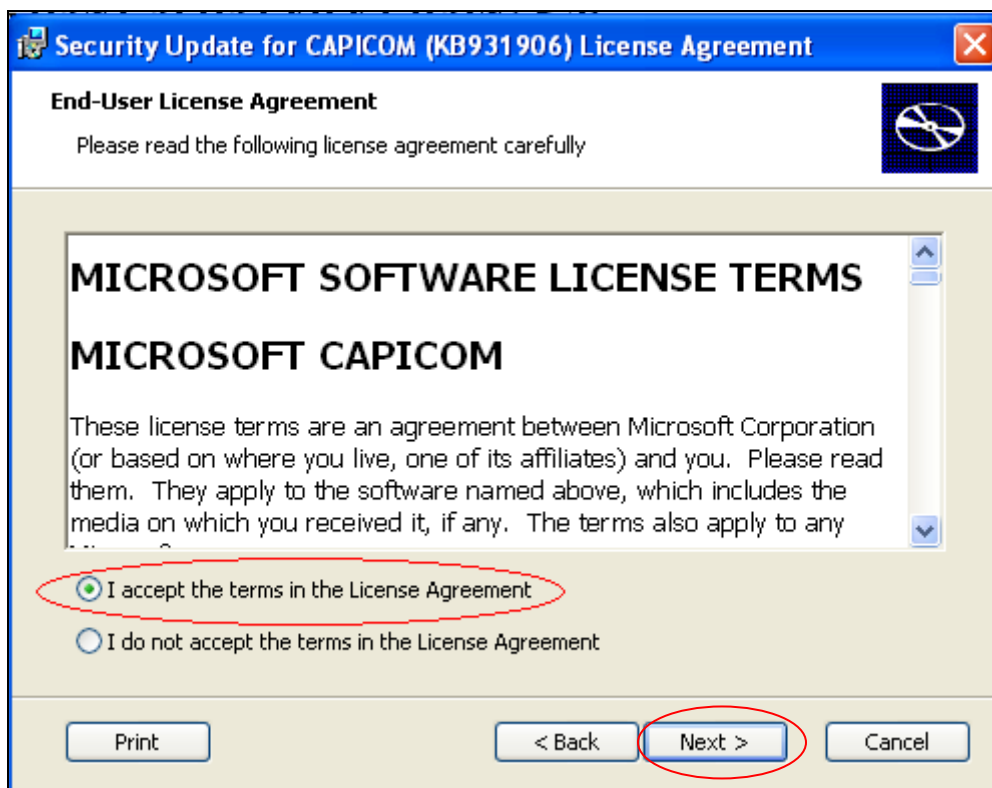 Security Update for CAPICOM (KB931906) License Agreement
End-User License Agreement
Please read the following license agreement carefully
MICROSOFT SOFTWARE LICENSE TERMS
MICROSOFT CAPICOM
These license terms are an agreement between Microsoft Corporation
(or based on where you live, one of its affiliates) and you.  Please read
them.  They apply to the software named above, which includes the
media on which you received it, if any.  The terms also apply to any
I accept the terms in the License Agreement
I do not accept the terms in the License Agreement
Print
< Back
Next >
Cancel